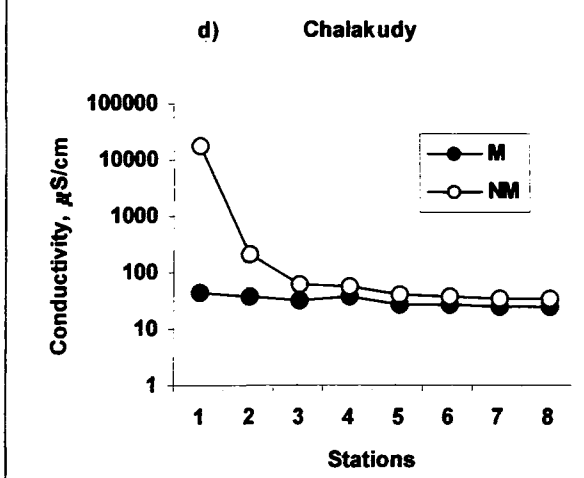 d) Chalakudy
100000
10000
1000
100
10
1
Conductivity, µS/cm
M
NM
1 2 3 4 5 6 7 8
Stations